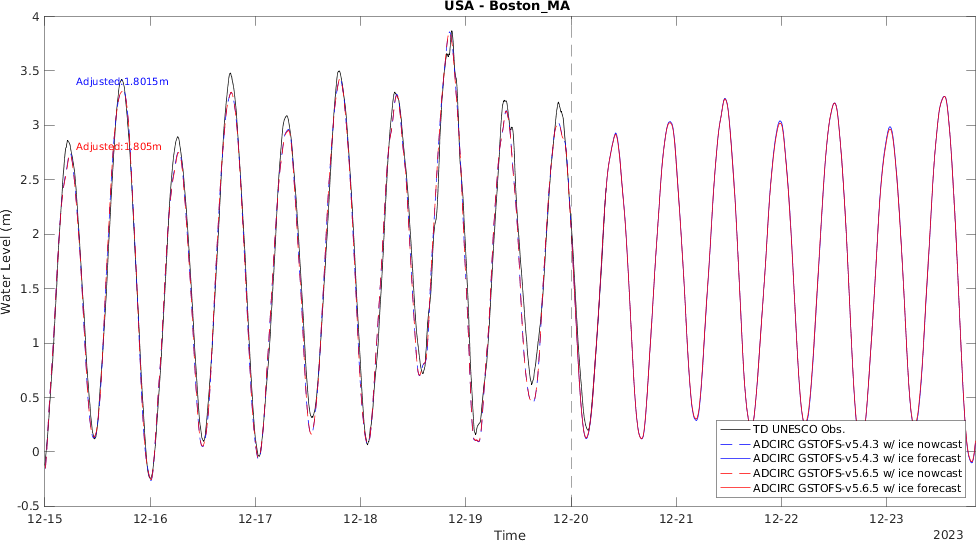 USA - Boston_MA
4
3.5
3
2.5
2
1.5
1
0.5
0
-0.5
Water Level (m)
Adjusted:1.8015m
Adjusted:1.805m
TD UNESCO Obs.
ADCIRC GSTOFS-v5.4.3 w/ ice nowcast
ADCIRC GSTOFS-v5.4.3 w/ ice forecast
ADCIRC GSTOFS-v5.6.5 w/ ice nowcast
ADCIRC GSTOFS-v5.6.5 w/ ice forecast
12-15 12-16 12-17 12-18 12-19 12-20 12-21 12-22 12-23
Time
2023